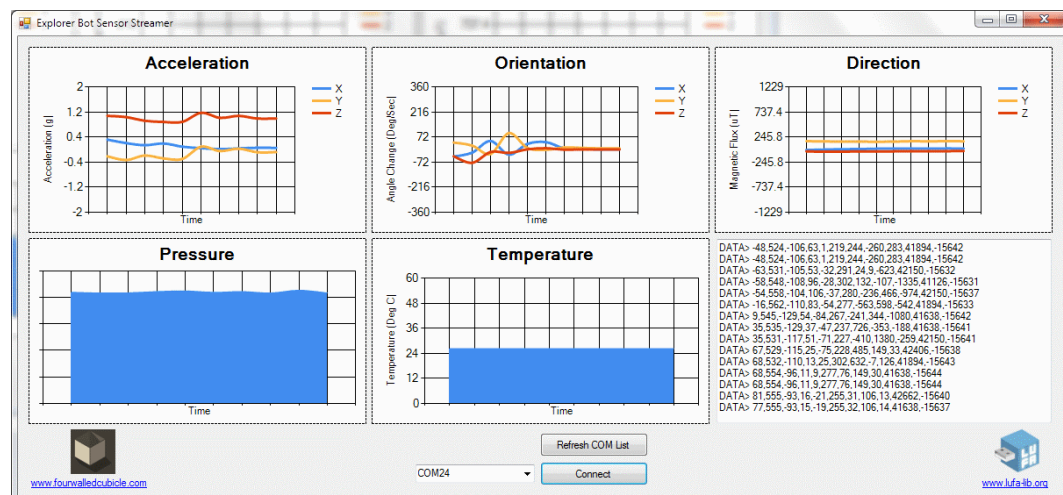 Explorer Bot Sensor Streamer
Acceleration
2
1.2
0.4
-0.4
-1.2
-2
Acceleration [g]
Time
X
Y
Z
Orientation
360
216
72
-72
-216
-360
Angle Change [Deg/Sec]
Time
X
Y
Z
Direction
1229
737.4
245.8
-245.8
-737.4
-1229
Magnetic Flux [uT]
Time
X
Y
Z
Pressure
Time
Temperature
60
48
36
24
12
0
Temperature [Deg C]
Time
DATA> -48,524,-106,63,1,219,244,-260,283,41894,-15642
DATA> -48,524,-106,63,1,219,244,-260,283,41894,-15642
DATA> -63,531,-105,53,-32,291,24,9,-623,42150,-15632
DATA> -58,548,-108,96,-28,302,132,-107,-1335,41126,-15631
DATA> -54,558,-104,106,-37,280,-236,466,-974,42150,-15637
DATA> -16,562,-110,83,-54,277,-563,598,-542,41894,-15633
DATA> 9,545,-129,54,-84,267,-241,344,-1080,41638,-15642
DATA> 35,535,-129,37,-47,237,726,-353,-188,41638,-15641
DATA> 35,531,-117,51,-71,227,-410,1380,-259,42150,-15641
DATA> 67,529,-115,25,-75,228,485,149,33,42406,-15638
DATA> 68,532,-110,13,25,302,632,-7,126,41894,-15643
DATA> 68,554,-96,11,9,277,76,149,30,41638,-15644
DATA> 68,554,-96,11,9,277,76,149,30,41638,-15644
DATA> 81,555,-93,16,-21,255,31,106,13,42662,-15640
DATA> 77,555,-93,15,-19,255,32,106,14,41638,-15637
www.fourwalledcubicle.com
Refresh COM List
COM24
Connect
LUFA
www.lufa-lib.org